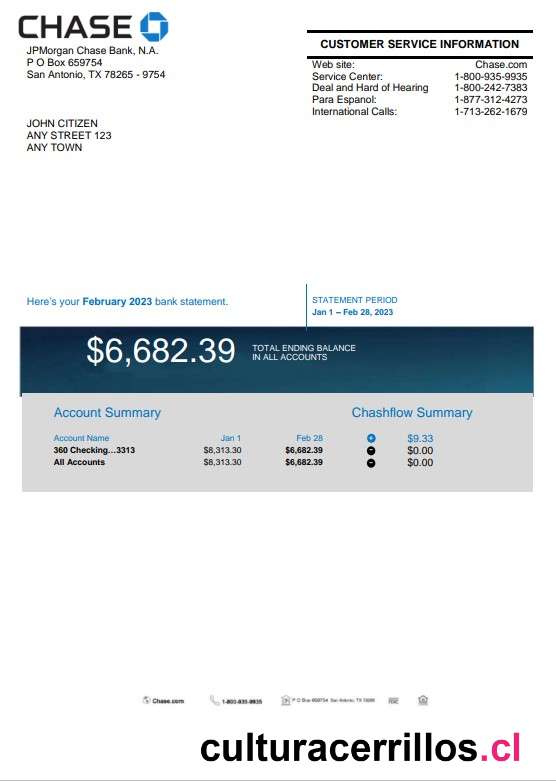 CHASE
JPMorgan Chase Bank, N.A.
P O Box 659754
San Antonio, TX 78265 - 9754
CUSTOMER SERVICE INFORMATION
Web site: Chase.com
Service Center: 1-800-935-9935
Deal and Hard of Hearing 1-800-242-7383
Para Espanol: 1-877-312-4273
International Calls: 1-713-262-1679
JOHN CITIZEN
ANY STREET 123
ANY TOWN
Here's your February 2023 bank statement.
STATEMENT PERIOD
Jan 1 – Feb 28, 2023
$6,682.39 TOTAL ENDING BALANCE
IN ALL ACCOUNTS
Account Summary Chashflow Summary
Account Name Jan 1 Feb 28 + $9.33
360 Checking...3313 $8,313.30 $6,682.39 - $0.00
All Accounts $8,313.30 $6,682.39 - $0.00
Chase.com 1-800-935-9935 P O Box 659754 San Antonio, TX
culturacerrillos.cl